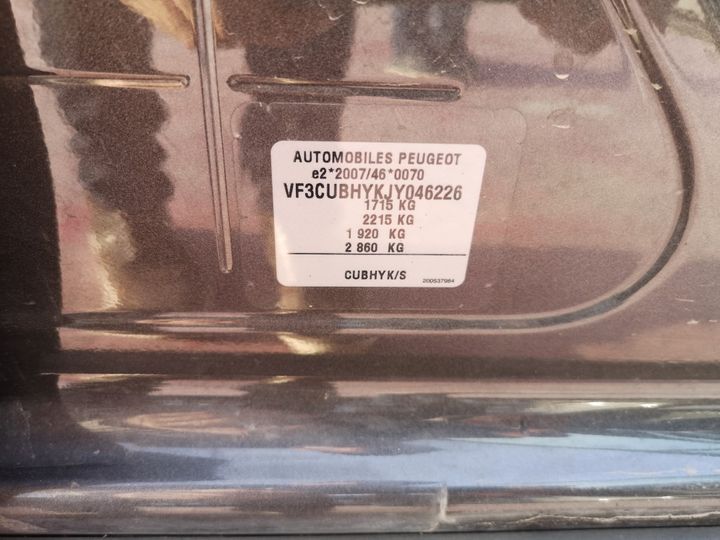 AUTOMOBILES PEUGEOT
e2*2007/46*0070
VF3CUBHYKJY046226
1715 KG
2215 KG
1 920 KG
2 860 KG
CUBHYK/S
200537984